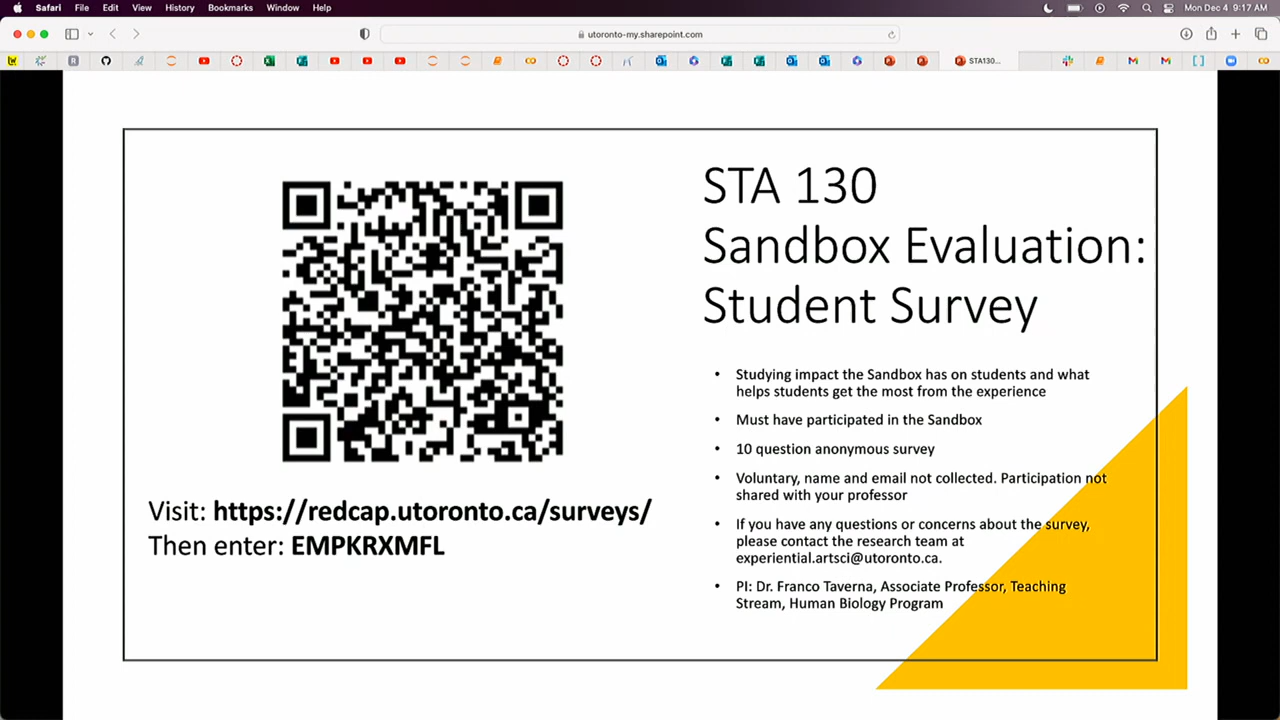 Safari File Edit View History Bookmarks Window Help Mon Dec 4 9:17 AM
utoronto-my.sharepoint.com
STA130...
STA 130
Sandbox Evaluation:
Student Survey
• Studying impact the Sandbox has on students and what
helps students get the most from the experience
• Must have participated in the Sandbox
• 10 question anonymous survey
• Voluntary, name and email not collected. Participation not
shared with your professor
• If you have any questions or concerns about the survey,
please contact the research team at
experiential.artsci@utoronto.ca.
• PI: Dr. Franco Taverna, Associate Professor, Teaching
Stream, Human Biology Program
Visit: https://redcap.utoronto.ca/surveys/
Then enter: EMPKRXMFL